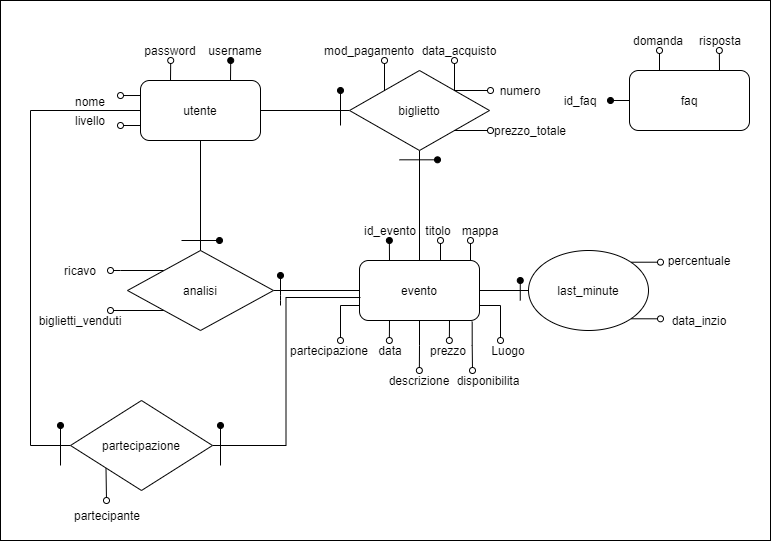 password
username
mod_pagamento
data_acquisto
domanda
risposta
nome
livello
utente
biglietto
numero
prezzo_totale
id_faq
faq
id_evento
titolo
mappa
ricavo
biglietti_venduti
analisi
evento
last_minute
percentuale
data_inzio
partecipazione
data
prezzo
Luogo
descrizione
disponibilita
partecipazione
partecipante